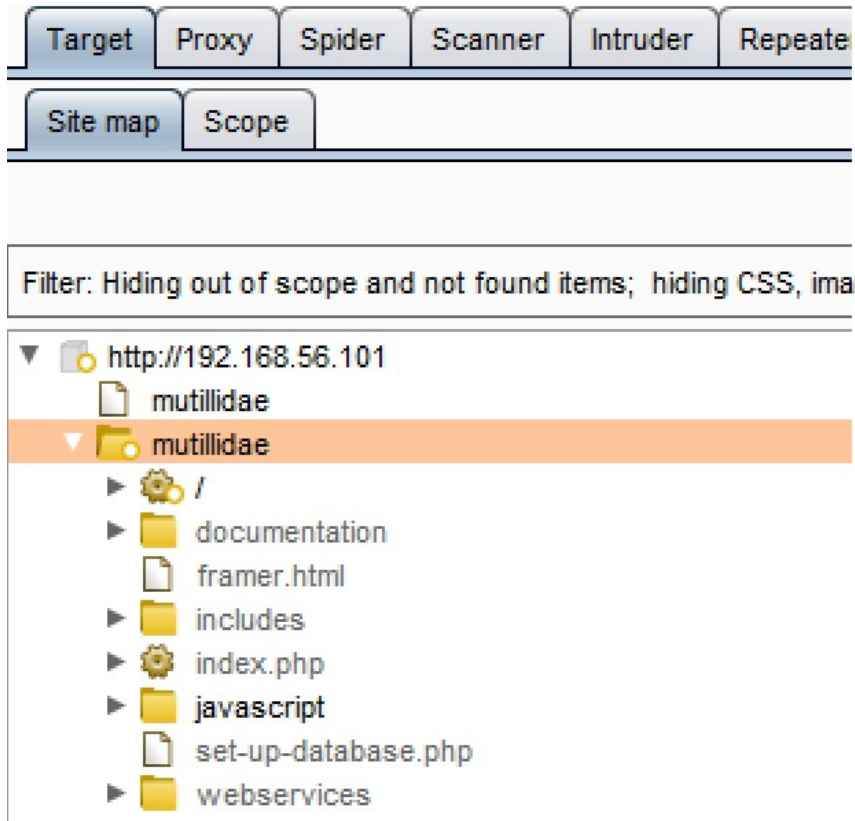 Target Proxy Spider Scanner Intruder Repeate
Site map Scope
Filter: Hiding out of scope and not found items; hiding CSS, ima
http://192.168.56.101
mutillidae
mutillidae
/
documentation
framer.html
includes
index.php
javascript
set-up-database.php
webservices